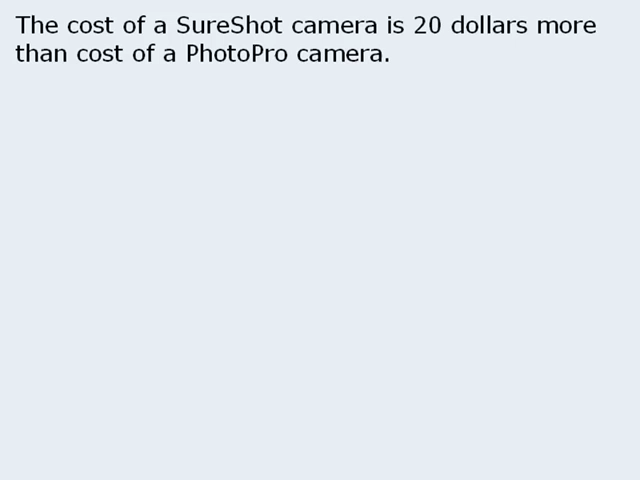 The cost of a SureShot camera is 20 dollars more
than cost of a PhotoPro camera.